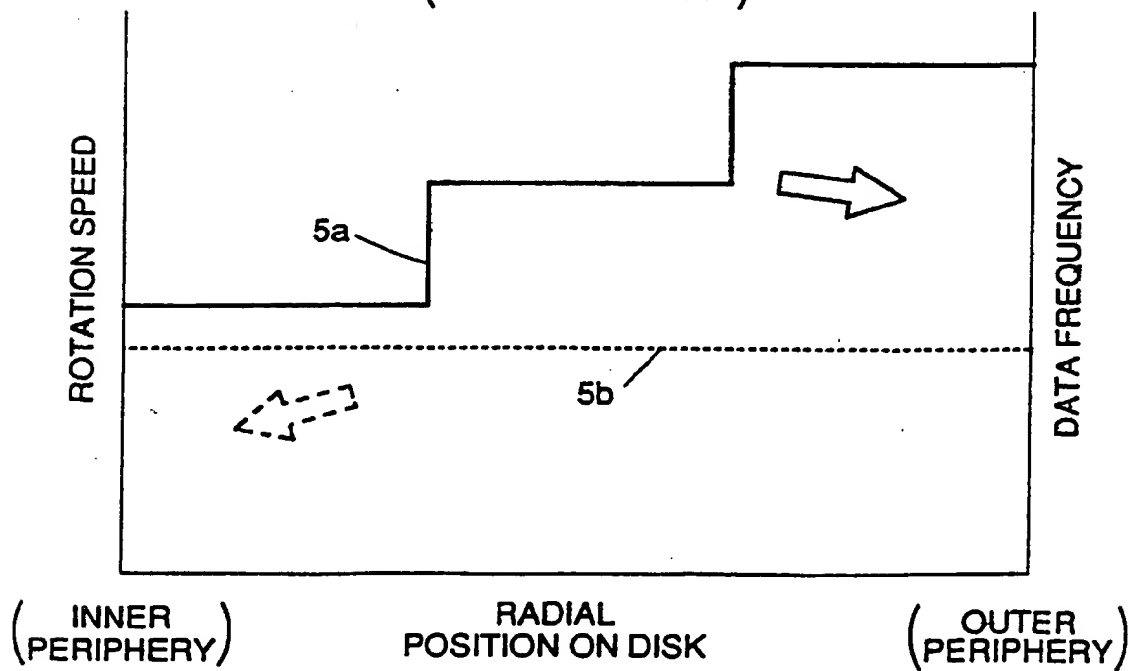 ROTATION SPEED
5a
5b
DATA FREQUENCY
(INNER PERIPHERY)
RADIAL
POSITION ON DISK
(OUTER PERIPHERY)